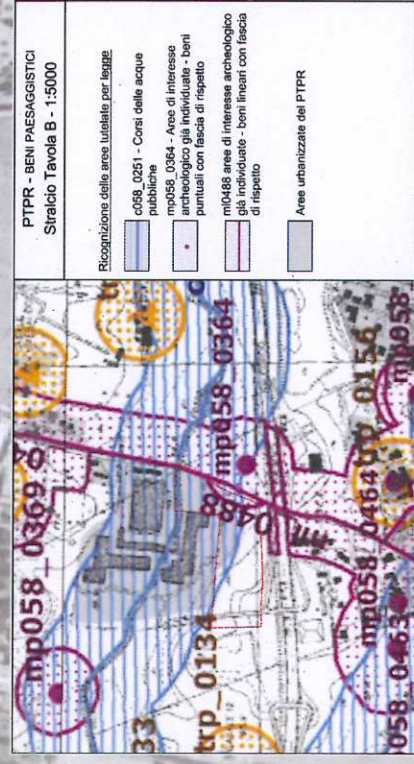 PTPR - BENI PAESAGGISTICI
Stralcio Tavola B - 1:5000
Ricognizione delle aree tutelate per legge
c058_0251 - Corsi delle acque
pubbliche
mp058_0364 - Aree di interesse
archeologico già individuate - beni
puntuali con fascia di rispetto
ml0488 aree di interesse archeologico
già individuate - beni lineari con fascia
di rispetto
Aree urbanizzate del PTPR
mp058_0369
33
trp_0134
mp058_0364
trp_0156
mp058_0464
058_0463
mp058